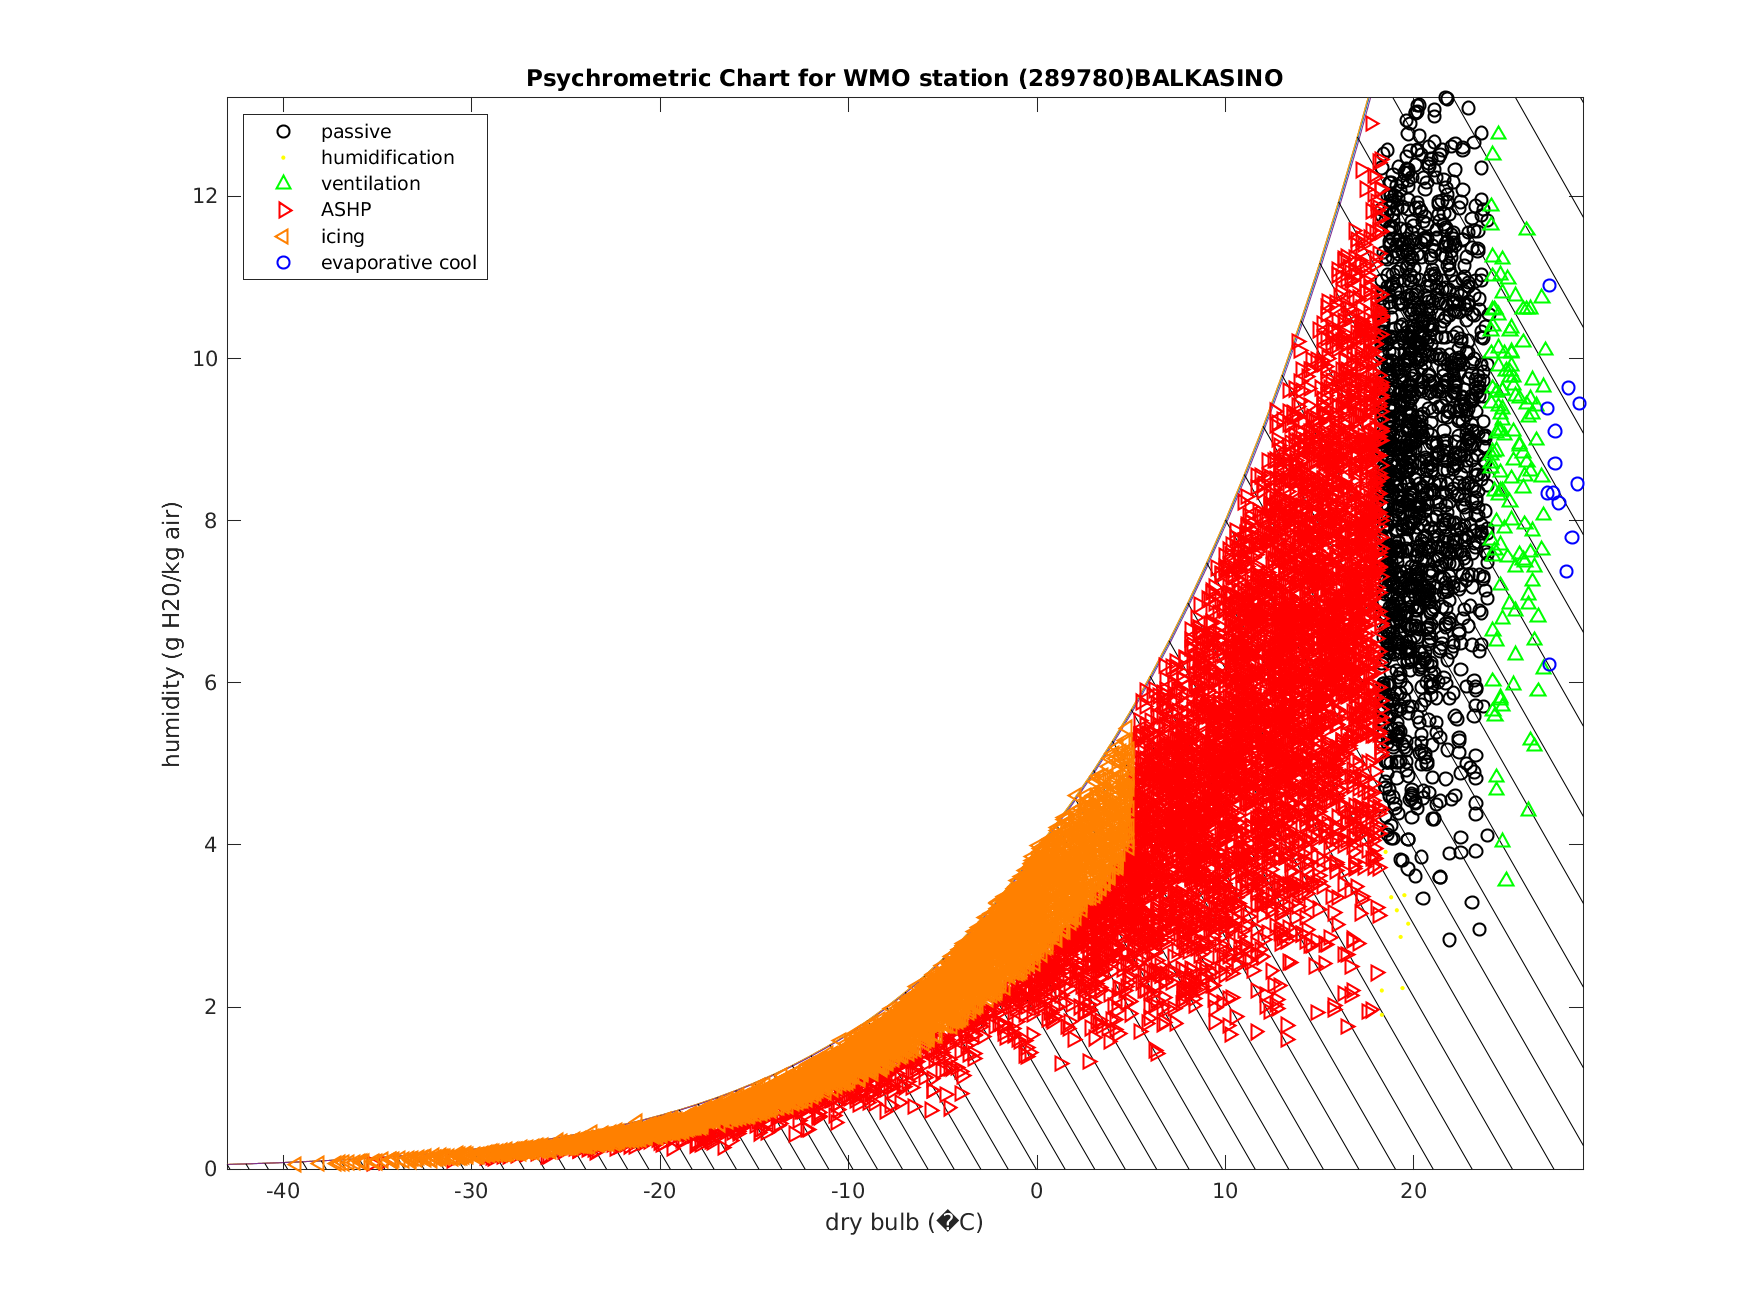 Psychrometric Chart for WMO station (289780)BALKASINO
passive
humidification
ventilation
ASHP
icing
evaporative cool
humidity (g H20/kg air)
12
10
8
6
4
2
0
-40 -30 -20 -10 0 10 20
dry bulb (�C)